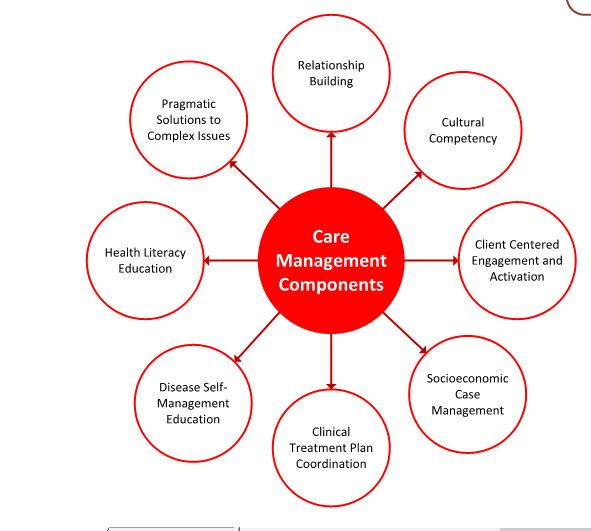 Relationship
Building
Pragmatic
Solutions to
Complex Issues
Cultural
Competency
Care
Management
Components
Health Literacy
Education
Client Centered
Engagement and
Activation
Disease Self-
Management
Education
Socioeconomic
Case
Management
Clinical
Treatment Plan
Coordination